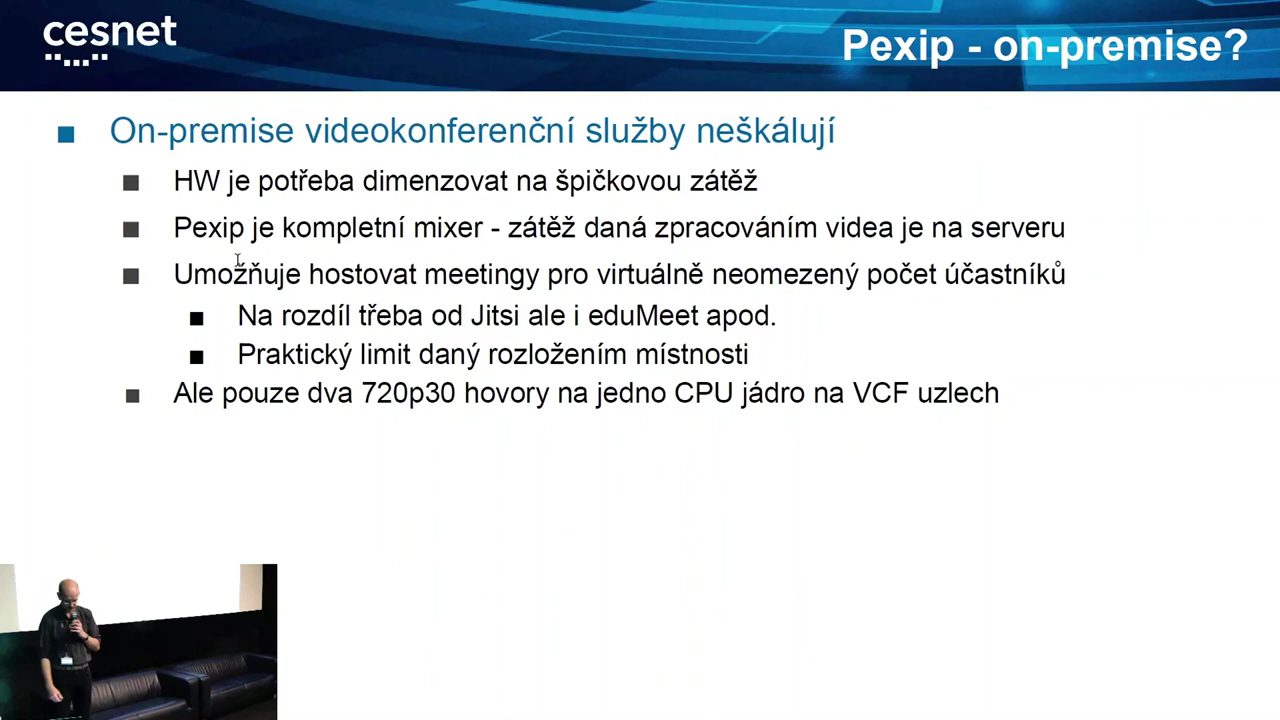 cesnet
Pexip - on-premise?
On-premise videokonferenční služby neškálují
HW je potřeba dimenzovat na špičkovou zátěž
Pexip je kompletní mixer - zátěž daná zpracováním videa je na serveru
Umožňuje hostovat meetingy pro virtuálně neomezený počet účastníků
Na rozdíl třeba od Jitsi ale i eduMeet apod.
Praktický limit daný rozložením místnosti
Ale pouze dva 720p30 hovory na jedno CPU jádro na VCF uzlech